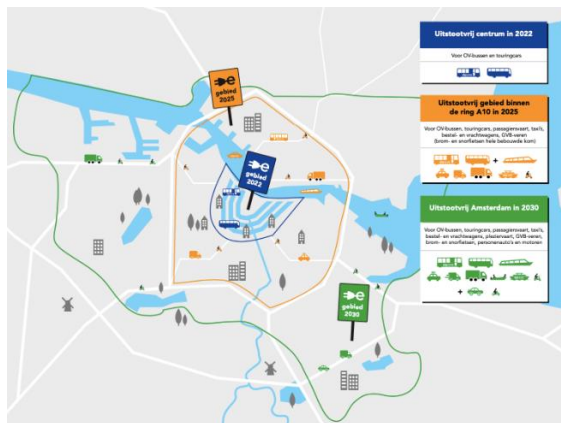 Uitstootvrij centrum in 2022
Voor OV-bussen en touringcars
Uitstootvrij gebied binnen
de ring A10 in 2025
Voor OV-bussen, touringcars, passagiersvaart, taxi's,
bestel- en vrachtwagens, GVB-veren
(brom- en snorfietsen hele bebouwde kom)
+
Uitstootvrij Amsterdam in 2030
Voor OV-bussen, touringcars, passagiersvaart, taxi's,
bestel- en vrachtwagens, pleziervaart, GVB-veren,
brom- en snorfietsen, personenauto's en motoren
+
e
gebied
2025
e
gebied
2022
e
gebied
2030